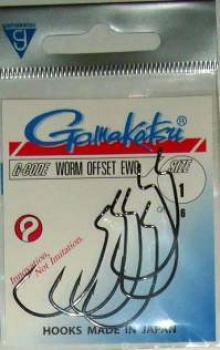 Gamakatsu
G-CODE WORM OFFSET EWG SIZE
1
6
Innovation,
Not Imitation.
HOOKS MADE IN JAPAN